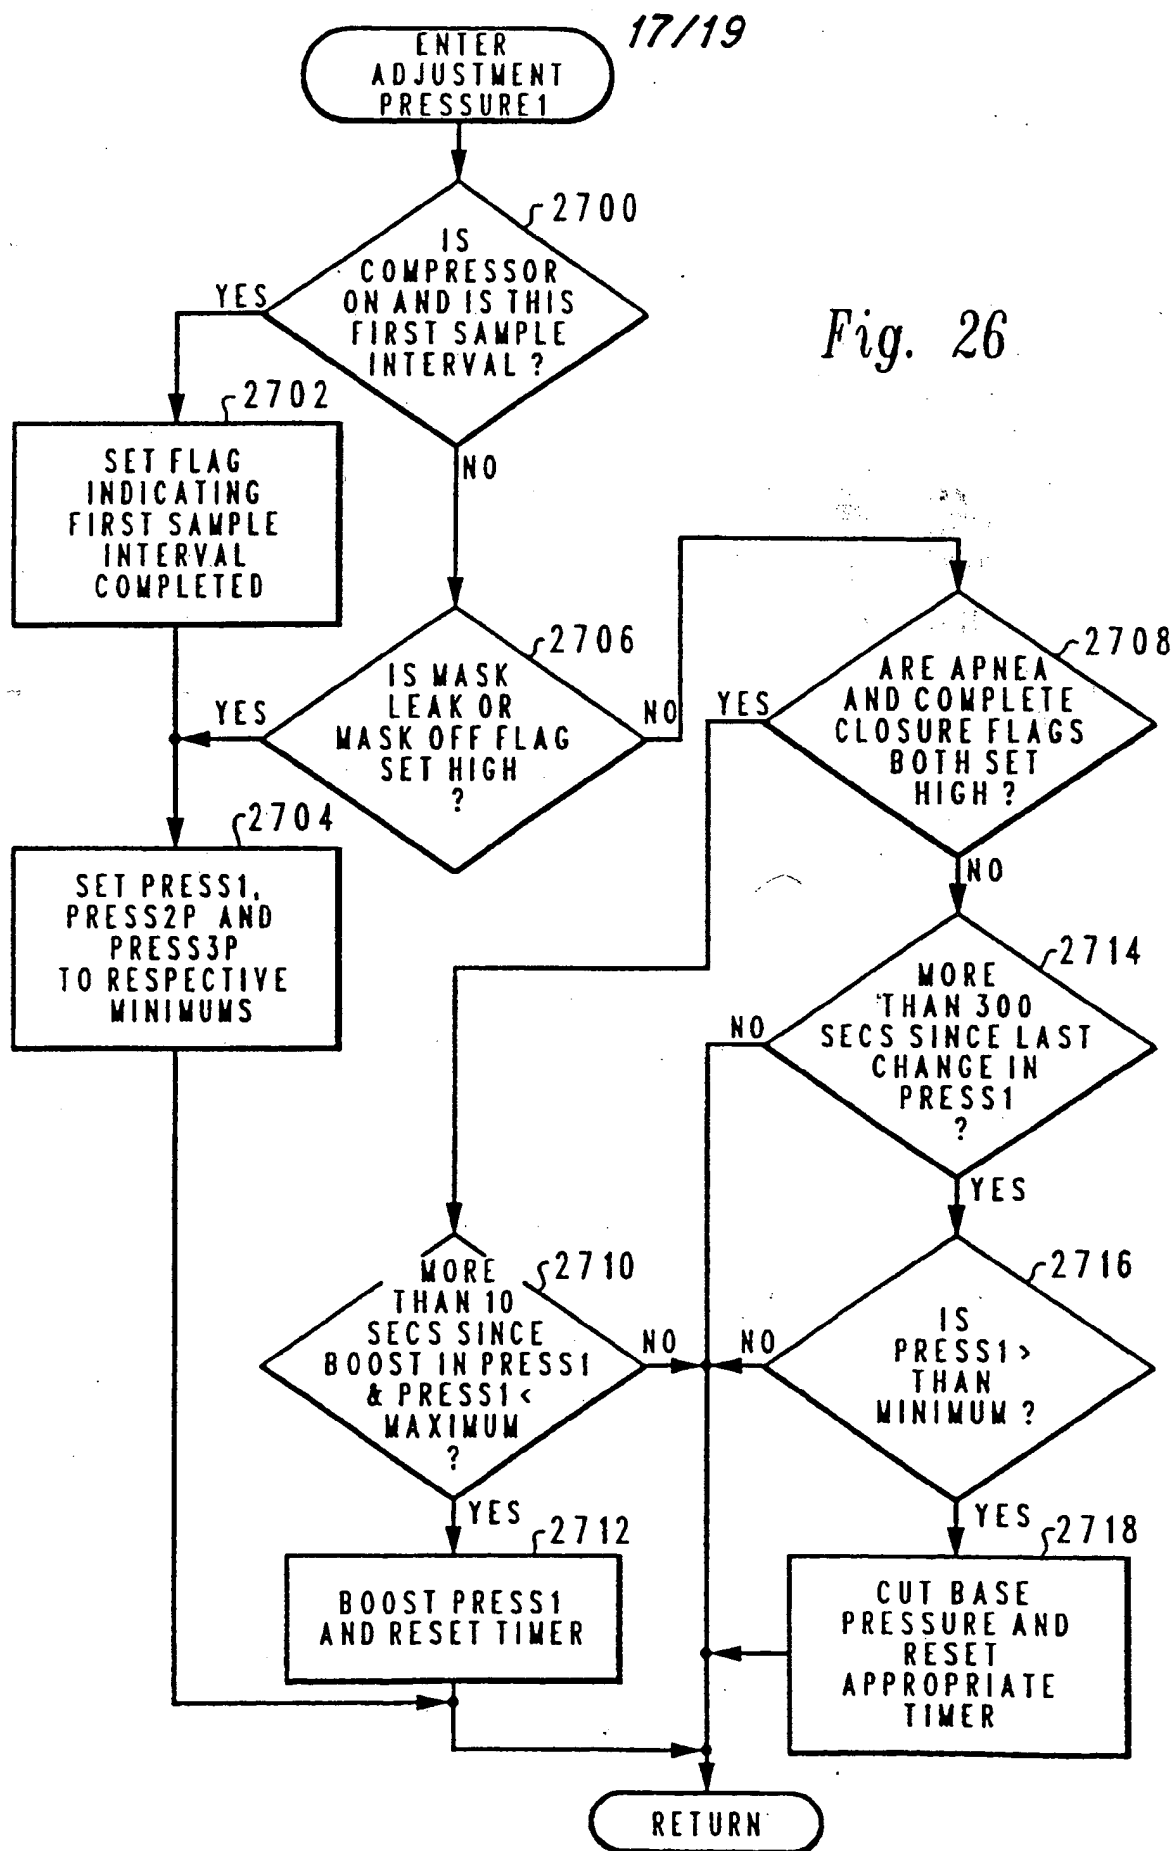 17/19
ENTER
ADJUSTMENT
PRESSURE1
2700
IS
COMPRESSOR
ON AND IS THIS
FIRST SAMPLE
INTERVAL ?
YES
NO
Fig. 26
2702
SET FLAG
INDICATING
FIRST SAMPLE
INTERVAL
COMPLETED
2706
IS MASK
LEAK OR
MASK OFF FLAG
SET HIGH
?
YES
NO
2708
ARE APNEA
AND COMPLETE
CLOSURE FLAGS
BOTH SET
HIGH ?
YES
NO
2704
SET PRESS1,
PRESS2P AND
PRESS3P
TO RESPECTIVE
MINIMUMS
2714
MORE
THAN 300
SECS SINCE LAST
CHANGE IN
PRESS1
?
NO
YES
2710
MORE
THAN 10
SECS SINCE
BOOST IN PRESS1
& PRESS1 <
MAXIMUM
?
NO
YES
2716
IS
PRESS1 >
THAN
MINIMUM ?
NO
YES
2712
BOOST PRESS1
AND RESET TIMER
2718
CUT BASE
PRESSURE AND
RESET
APPROPRIATE
TIMER
RETURN